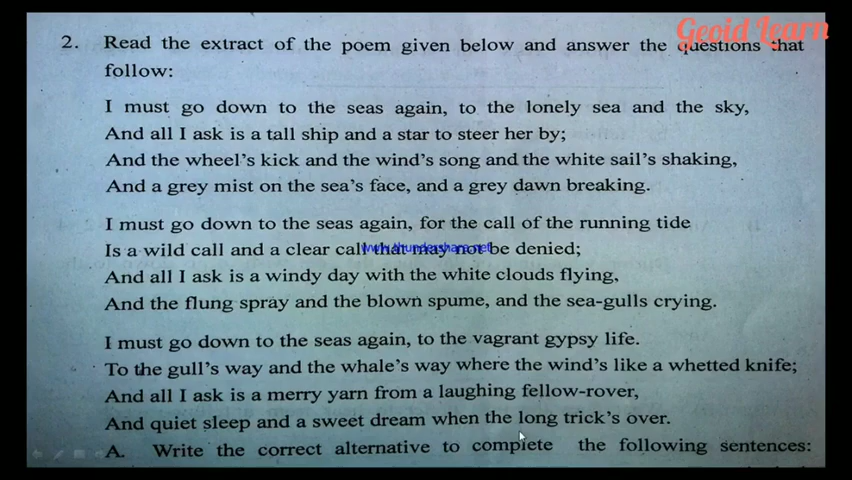 Geoid Learn
2. Read the extract of the poem given below and answer the questions that
follow:
I must go down to the seas again, to the lonely sea and the sky,
And all I ask is a tall ship and a star to steer her by;
And the wheel's kick and the wind's song and the white sail's shaking,
And a grey mist on the sea's face, and a grey dawn breaking.
I must go down to the seas again, for the call of the running tide
Is a wild call and a clear call that may not be denied;
www.thundershare.net
And all I ask is a windy day with the white clouds flying,
And the flung spray and the blown spume, and the sea-gulls crying.
I must go down to the seas again, to the vagrant gypsy life.
To the gull's way and the whale's way where the wind's like a whetted knife;
And all I ask is a merry yarn from a laughing fellow-rover,
And quiet sleep and a sweet dream when the long trick's over.
A. Write the correct alternative to complete the following sentences: